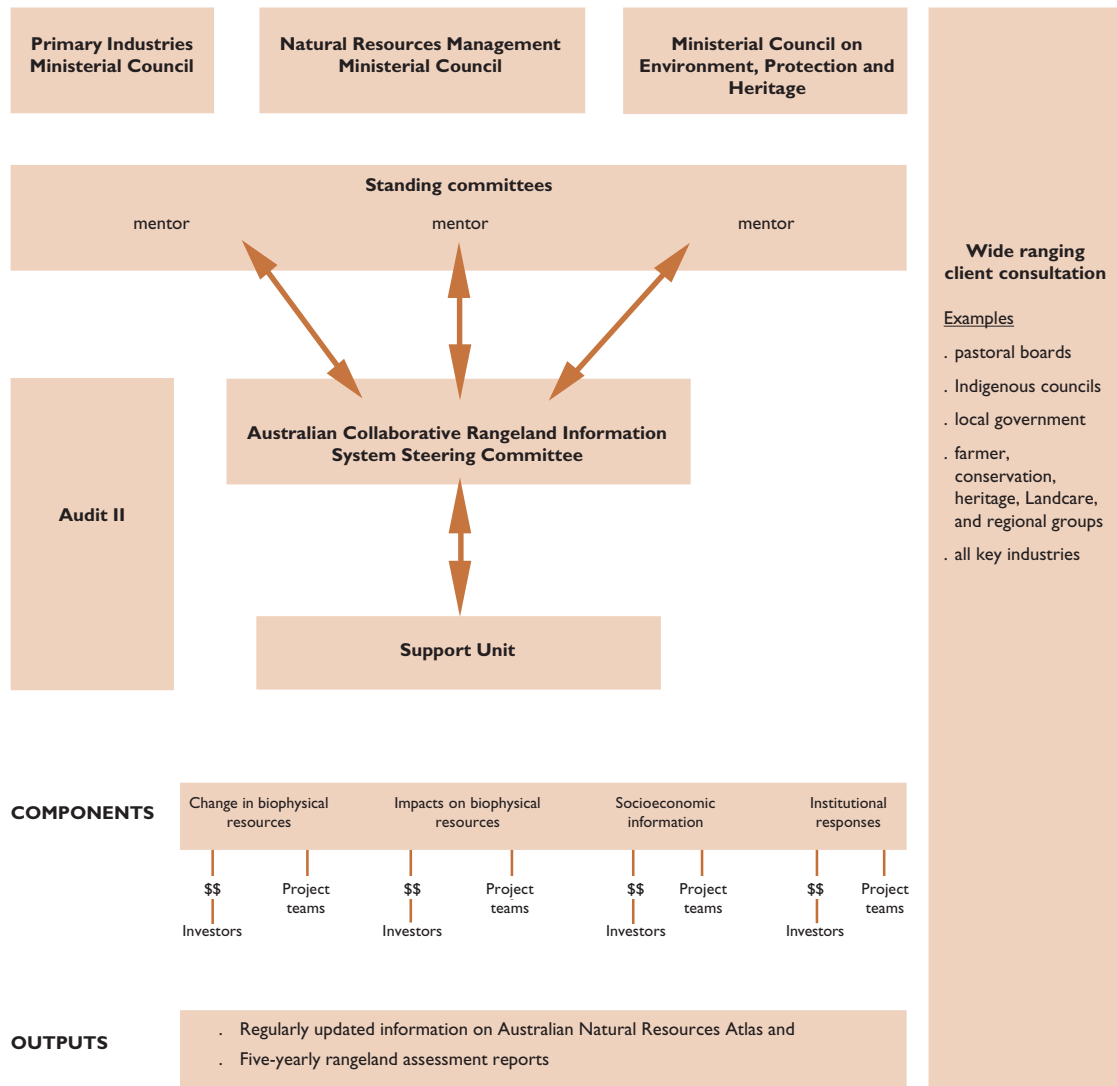 Primary Industries
Ministerial Council
Natural Resources Management
Ministerial Council
Ministerial Council on
Environment, Protection and
Heritage
Standing committees
mentor
mentor
mentor
Australian Collaborative Rangeland Information
System Steering Committee
Audit II
Support Unit
Wide ranging
client consultation
Examples
. pastoral boards
. Indigenous councils
. local government
. farmer,
conservation,
heritage, Landcare,
and regional groups
. all key industries
COMPONENTS
Change in biophysical
resources
Impacts on biophysical
resources
Socioeconomic
information
Institutional
responses
$$
Project
teams
Investors
$$
Project
teams
Investors
$$
Project
teams
Investors
$$
Project
teams
Investors
OUTPUTS
. Regularly updated information on Australian Natural Resources Atlas and
. Five-yearly rangeland assessment reports